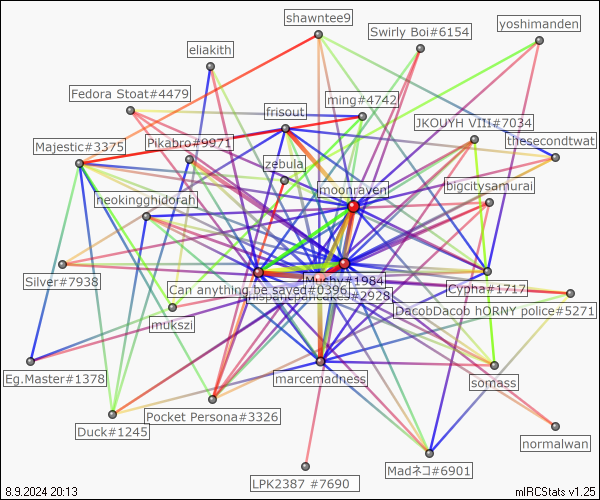 shawntee9
Swirly Boi#6154
yoshimanden
eliakith
Fedora Stoat#4479
ming#4742
frisout
JKOUYH VIII#7034
Majestic#3375
Pikabro#9971
thesecondtwat
zebula
moonraven
bigcitysamurai
neokingghidorah
Silver#7938
Mushy#1984
Can anything be saved#0396
hispanicpancakes#2928
Cypha#1717
DacobDacob hORNY police#5271
mukszi
Eg.Master#1378
marcemadness
somass
Pocket Persona#3326
Duck#1245
normalwan
Madネコ#6901
LPK2387 #7690
8.9.2024 20:13
mIRCStats v1.25